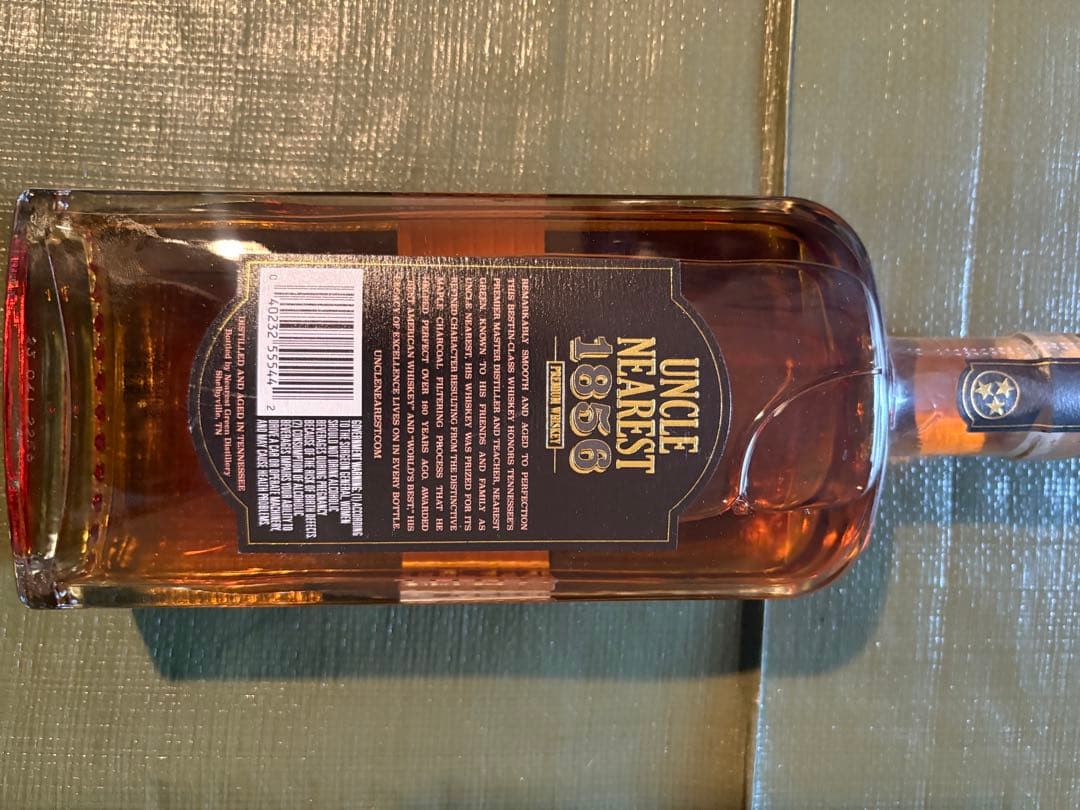 UNCLE
NEAREST
1856
PREMIUM WHISKEY
REMARKABLY SMOOTH AND AGED TO PERFECTION
THIS BEST-IN-CLASS WHISKEY HONORS TENNESSEE'S
PREMIER MASTER DISTILLER AND TEACHER, NEAREST
GREEN. KNOWN TO HIS FRIENDS AND FAMILY AS
UNCLE NEAREST, HIS WHISKEY WAS PRIZED FOR ITS
REFINED CHARACTER RESULTING FROM THE DISTINCTIVE
MAPLE CHARCOAL FILTERING PROCESS THAT HE
HELPED PERFECT OVER 160 YEARS AGO. AWARDED
"BEST AMERICAN WHISKEY" AND "WORLD'S BEST," HIS
LEGACY OF EXCELLENCE LIVES ON IN EVERY BOTTLE.
UNCLENEAREST.COM
0 40232 55544 2
GOVERNMENT WARNING: (1) ACCORDING
TO THE SURGEON GENERAL, WOMEN
SHOULD NOT DRINK ALCOHOLIC
BEVERAGES DURING PREGNANCY
BECAUSE OF THE RISK OF BIRTH DEFECTS.
(2) CONSUMPTION OF ALCOHOLIC
BEVERAGES IMPAIRS YOUR ABILITY TO
DRIVE A CAR OR OPERATE MACHINERY,
AND MAY CAUSE HEALTH PROBLEMS.
DISTILLED AND AGED IN TENNESSEE
Bottled by Nearest Green Distillery
Shelbyville, TN